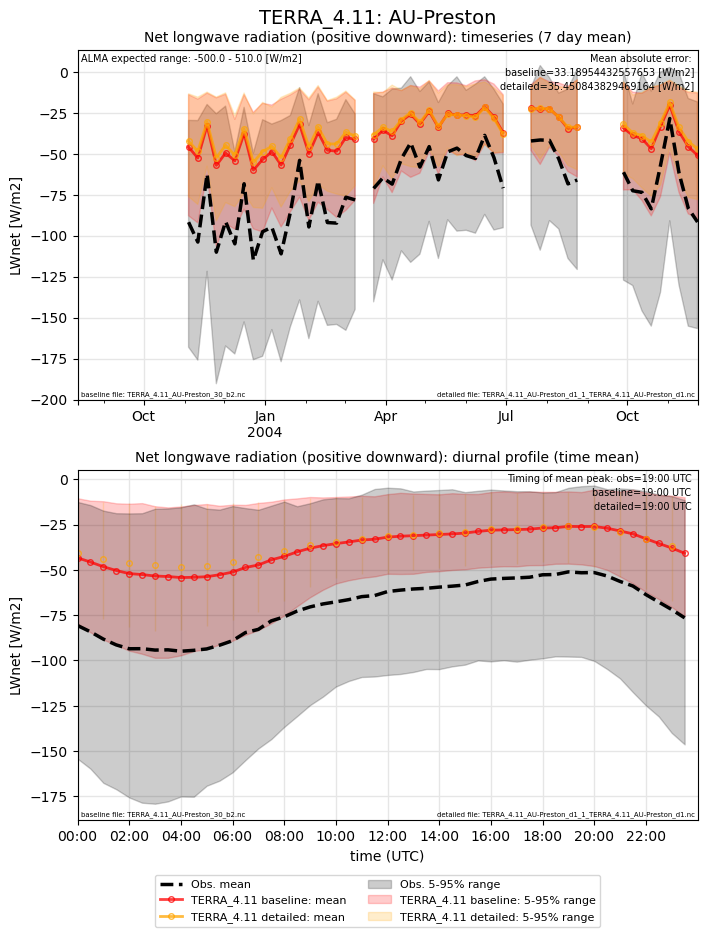 TERRA_4.11: AU-Preston
Net longwave radiation (positive downward): timeseries (7 day mean)
ALMA expected range: -500.0 - 510.0 [W/m2]
Mean absolute error:
baseline=33.18954432557653 [W/m2]
detailed=35.450843829469164 [W/m2]
0
−25
−50
−75
−100
−125
−150
−175
−200
LWnet [W/m2]
baseline file: TERRA_4.11_AU-Preston_30_b2.nc
detailed file: TERRA_4.11_AU-Preston_d1_1_TERRA_4.11_AU-Preston_d1.nc
Oct Jan Apr Jul Oct
2004
Net longwave radiation (positive downward): diurnal profile (time mean)
Timing of mean peak: obs=19:00 UTC
baseline=19:00 UTC
detailed=19:00 UTC
0
−25
−50
−75
−100
−125
−150
−175
LWnet [W/m2]
baseline file: TERRA_4.11_AU-Preston_30_b2.nc
detailed file: TERRA_4.11_AU-Preston_d1_1_TERRA_4.11_AU-Preston_d1.nc
00:00 02:00 04:00 06:00 08:00 10:00 12:00 14:00 16:00 18:00 20:00 22:00
time (UTC)
Obs. mean
TERRA_4.11 baseline: mean
TERRA_4.11 detailed: mean
Obs. 5-95% range
TERRA_4.11 baseline: 5-95% range
TERRA_4.11 detailed: 5-95% range